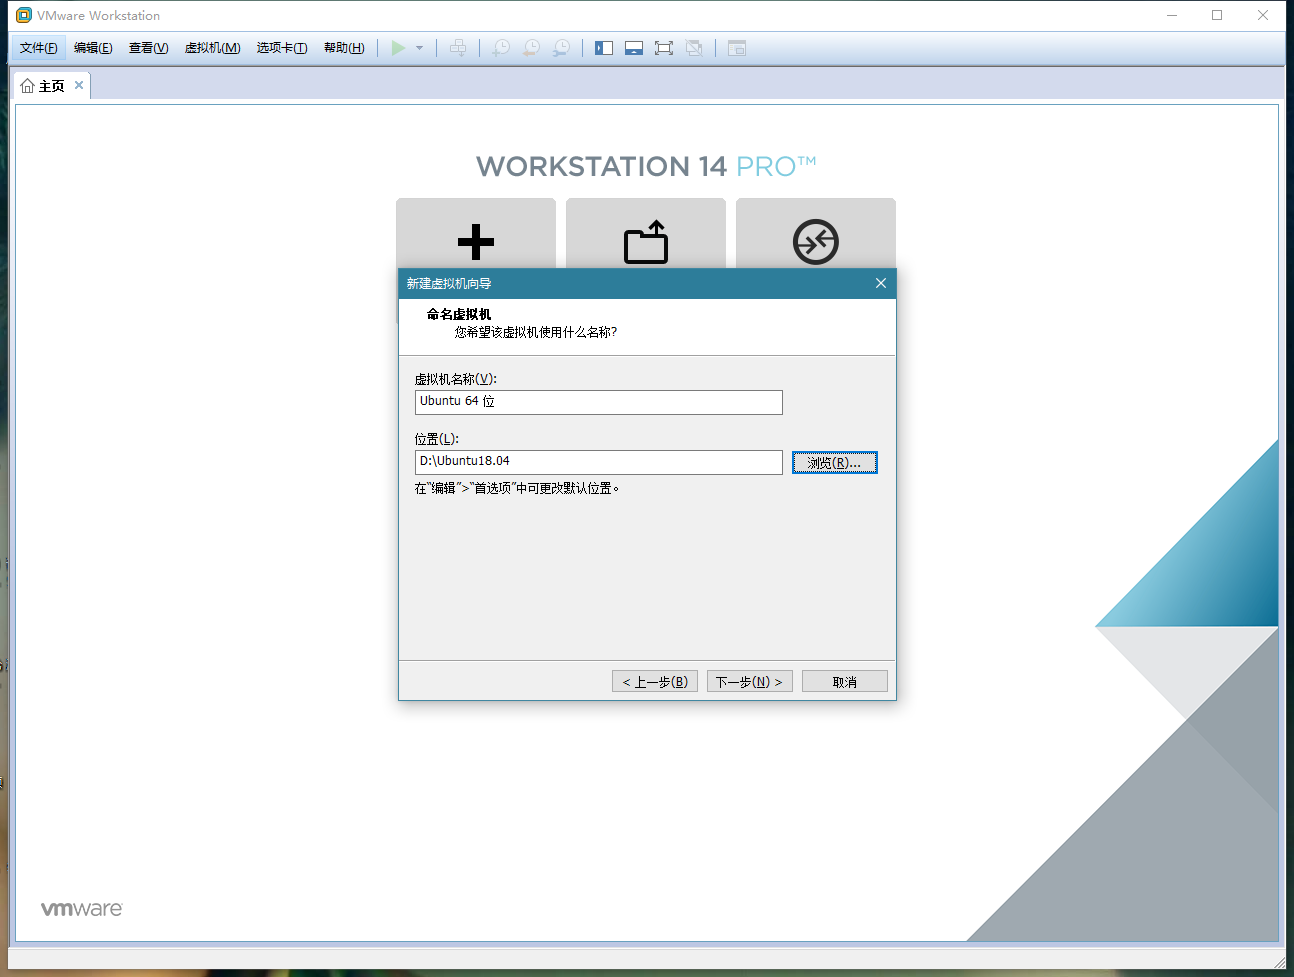 VMware Workstation
文件(F) 编辑(E) 查看(V) 虚拟机(M) 选项卡(T) 帮助(H)
主页
WORKSTATION 14 PRO™
新建虚拟机向导
命名虚拟机
您希望该虚拟机使用什么名称?
虚拟机名称(V):
Ubuntu 64 位
位置(L):
D:\Ubuntu18.04
浏览(R)...
在“编辑”>“首选项”中可更改默认位置。
< 上一步(B) 下一步(N) > 取消
vmware